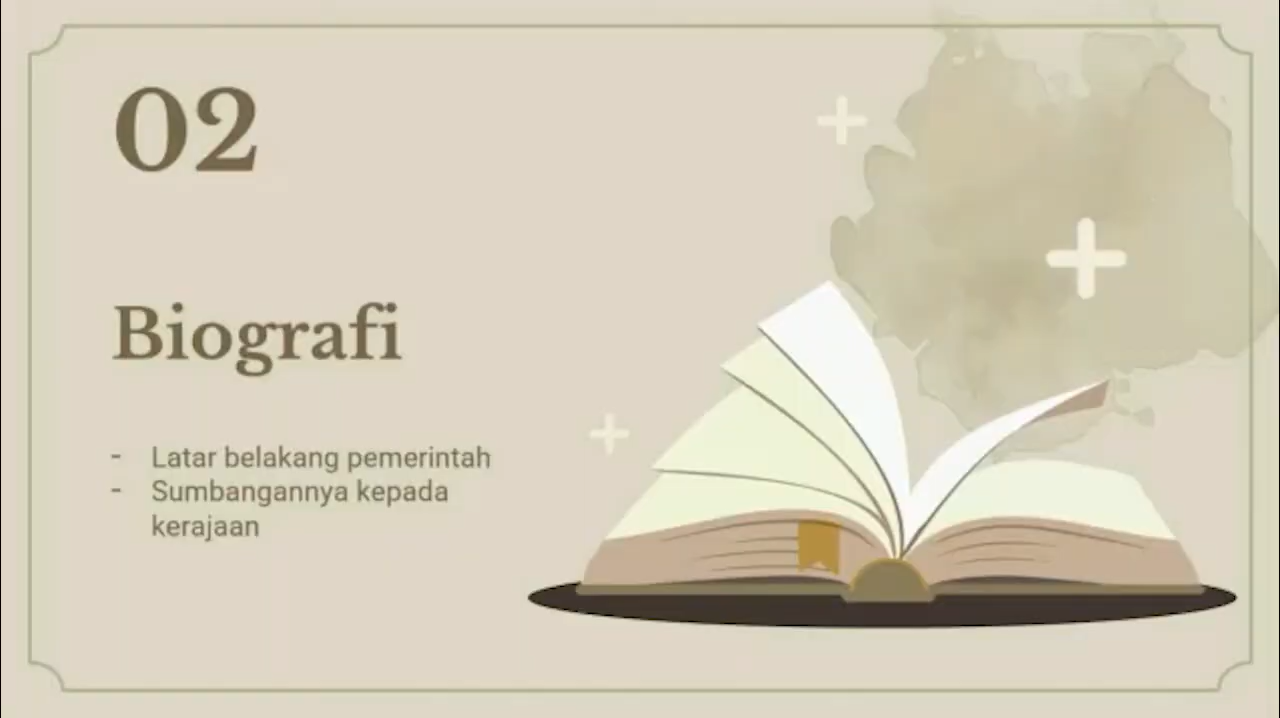 02
Biografi
- Latar belakang pemerintah
- Sumbangannya kepada
kerajaan